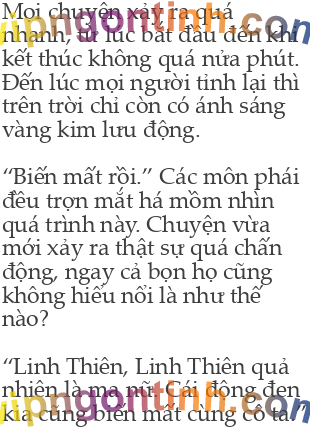 Mọi chuyện xảy ra quá
nhanh, từ lúc bắt đầu đến khi
kết thúc không quá nửa phút.
Đến lúc mọi người tỉnh lại thì
trên trời chỉ còn có ánh sáng
vàng kim lưu động.
“Biến mất rồi.” Các môn phái
đều trợn mắt há mồm nhìn
quá trình này. Chuyện vừa
mới xảy ra thật sự quá chấn
động, ngay cả bọn họ cũng
không hiểu nổi là như thế
nào?
“Linh Thiên, Linh Thiên quả
nhiên là ma nữ. Cái động đen
kia cũng biến mất cùng cô ta.”